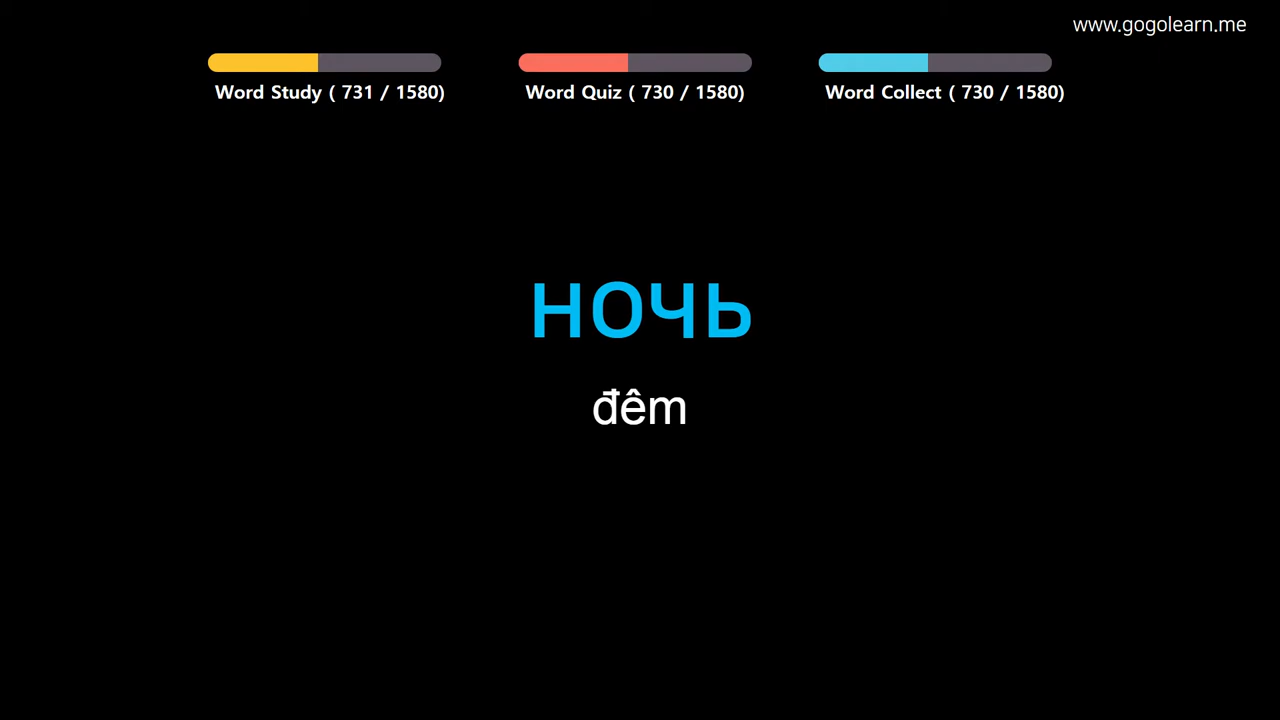 www.gogolearn.me
Word Study ( 731 / 1580)
Word Quiz ( 730 / 1580)
Word Collect ( 730 / 1580)
ночь
đêm